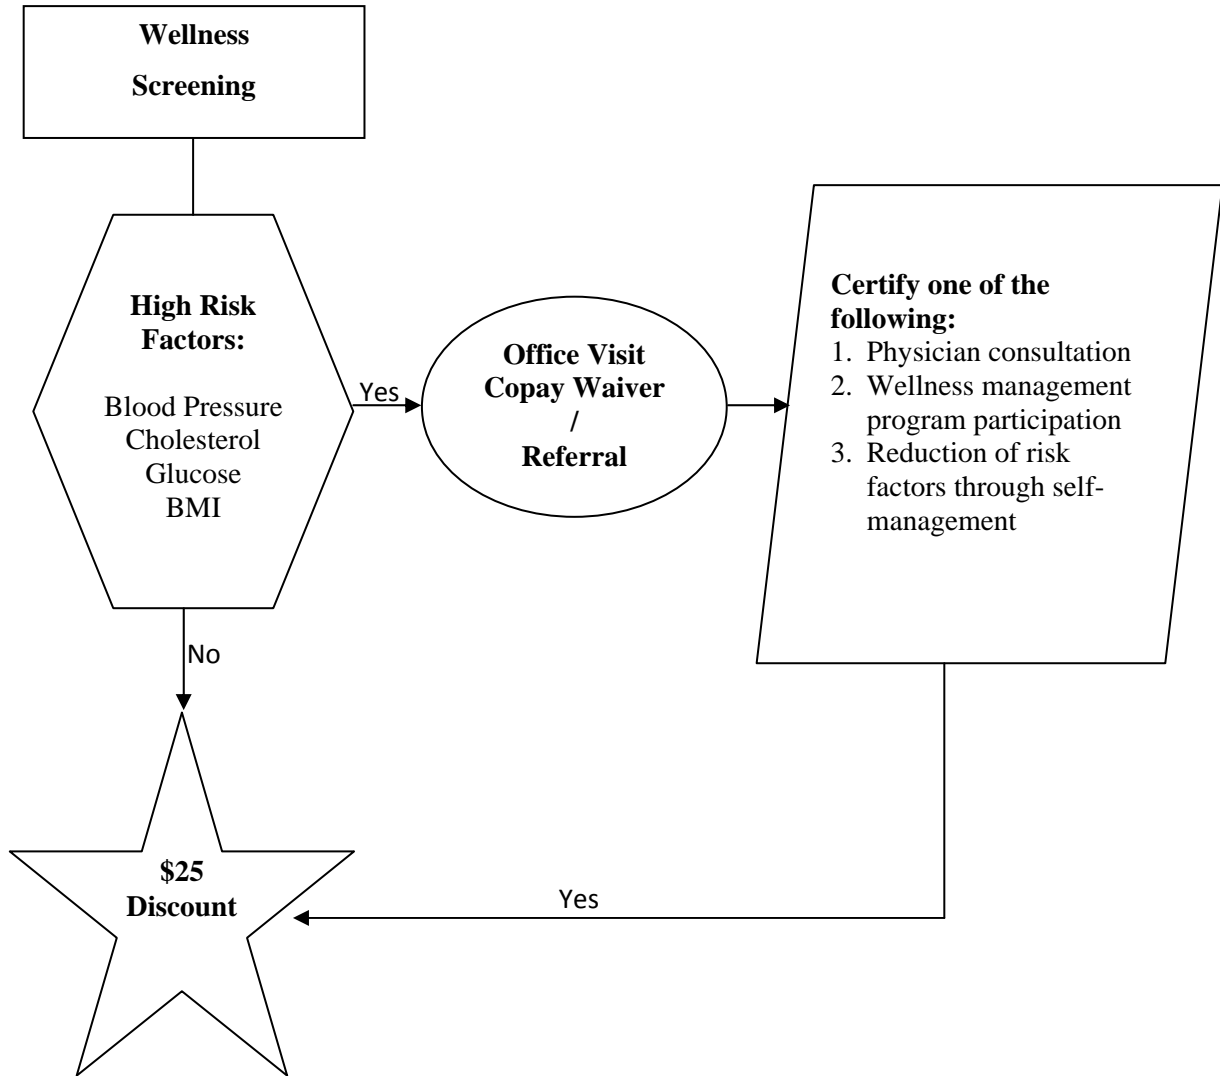 Wellness
Screening
High Risk
Factors:
Blood Pressure
Cholesterol
Glucose
BMI
Yes
Office Visit
Copay Waiver
/
Referral
Certify one of the
following:
1. Physician consultation
2. Wellness management
program participation
3. Reduction of risk
factors through self-
management
No
$25
Discount
Yes